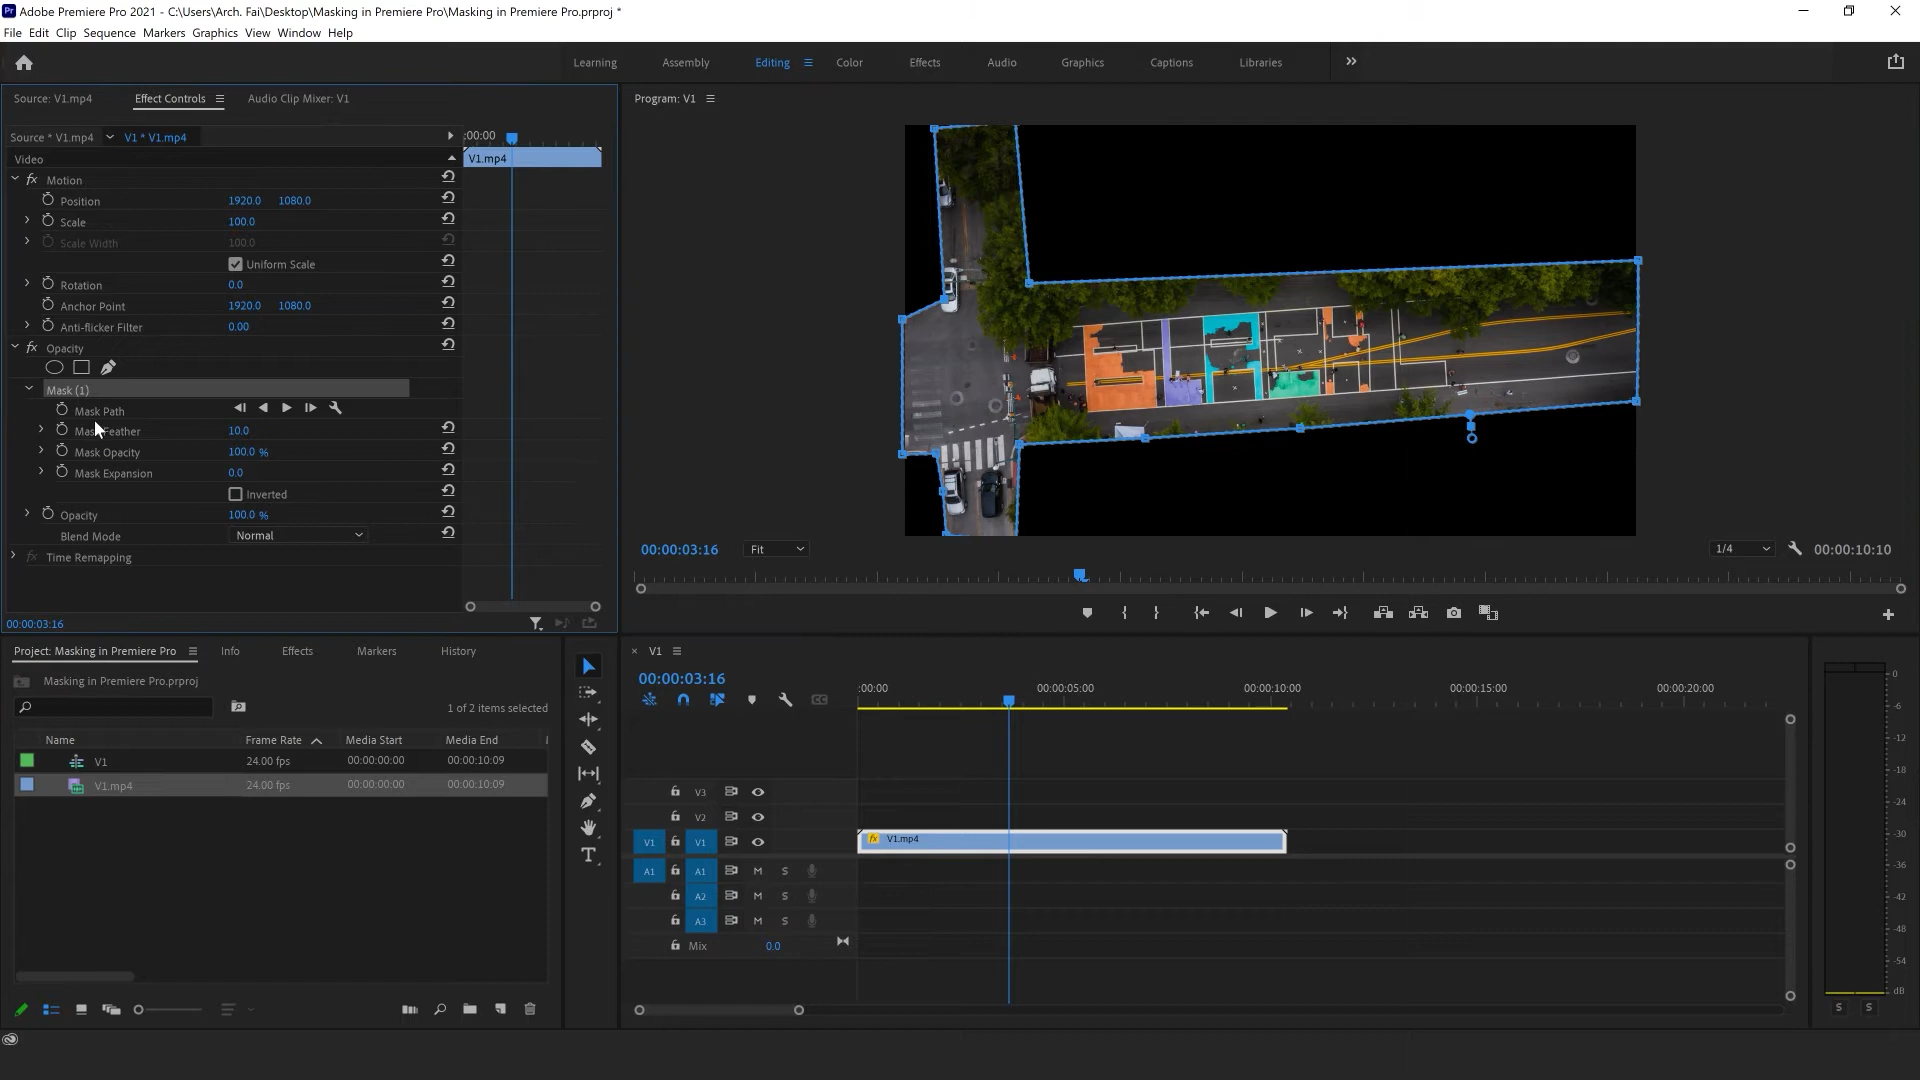 Adobe Premiere Pro 2021 - C:\Users\Arch. Fai\Desktop\Masking in Premiere Pro\Masking in Premiere Pro.prproj *
File Edit Clip Sequence Markers Graphics View Window Help
Learning Assembly Editing Color Effects Audio Graphics Captions Libraries
Source: V1.mp4 Effect Controls Audio Clip Mixer: V1
Program: V1
Source * V1.mp4 V1 * V1.mp4 :00:00
Video V1.mp4
fx Motion
Position 1920.0 1080.0
Scale 100.0
Scale Width 100.0
Uniform Scale
Rotation 0.0
Anchor Point 1920.0 1080.0
Anti-flicker Filter 0.00
fx Opacity
Mask (1)
Mask Path
Mask Feather 10.0
Mask Opacity 100.0 %
Mask Expansion 0.0
Inverted
Opacity 100.0 %
Blend Mode Normal
fx Time Remapping
00:00:03:16
00:00:03:16 Fit 1/4 00:00:10:10
Project: Masking in Premiere Pro Info Effects Markers History
Masking in Premiere Pro.prproj
1 of 2 items selected
Name Frame Rate Media Start Media End
V1 24.00 fps 00:00:00:00 00:00:10:09
V1.mp4 24.00 fps 00:00:00:00 00:00:10:09
× V1
00:00:03:16
:00:00 00:00:05:00 00:00:10:00 00:00:15:00 00:00:20:00
CC
V3
V2
V1 V1 fx V1.mp4
A1 A1 M S
A2 M S
A3 M S
Mix 0.0
0
-6
-12
-18
-24
-30
-36
-42
-48
-54
dB
S S